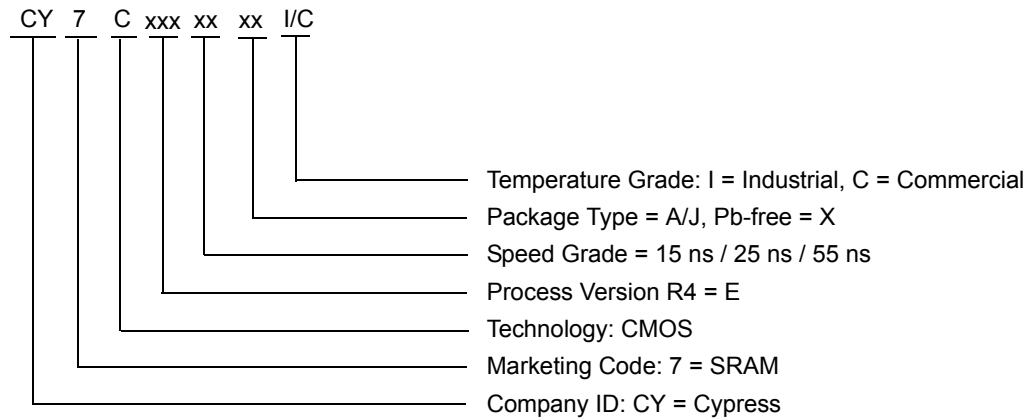 CY 7 C xxx xx xx I/C
Temperature Grade: I = Industrial, C = Commercial
Package Type = A/J, Pb-free = X
Speed Grade = 15 ns / 25 ns / 55 ns
Process Version R4 = E
Technology: CMOS
Marketing Code: 7 = SRAM
Company ID: CY = Cypress